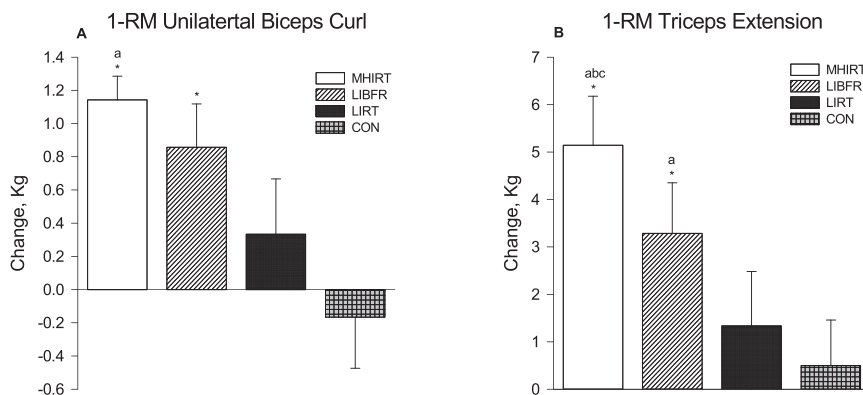 1-RM Unilatertal Biceps Curl
A
1.4
1.2
1.0
0.8
0.6
0.4
0.2
0.0
-0.2
-0.4
-0.6
Change, Kg
a
*
*
MHIRT
LIBFR
LIRT
CON
1-RM Triceps Extension
B
7
6
5
4
3
2
1
0
Change, Kg
abc
*
a
*
MHIRT
LIBFR
LIRT
CON